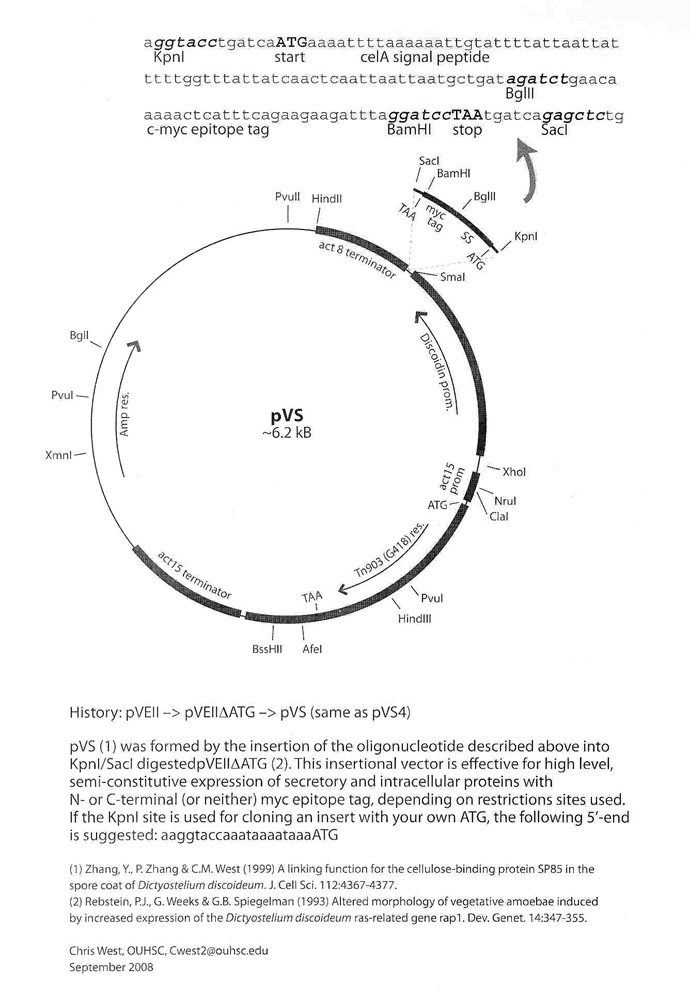 aggtacctgatcaATGaaaattttaaaaaattgtattttattaattat
KpnI start celA signal peptide
ttttggtttattatcaactcaattaattaatgctgatagatctgaaca
BglII
aaaactcatttcagaagaagatttaggatccTAAtgatcagagctctg
c-myc epitope tag BamHI stop SacI
SacI
BamHI
BglII
KpnI
TAA
myc
tag
SS
ATG
PvuII HindII
act 8 terminator
SmaI
BglI
Discoidin prom.
PvuI
Amp res.
pVS
~6.2 kB
XmnI
XhoI
act15
prom
NruI
ATG
ClaI
Tn903 (G418) res.
act15 terminator
TAA
PvuI
HindIII
BssHII AfeI
History: pVEII –> pVEIIΔATG –> pVS (same as pVS4)
pVS (1) was formed by the insertion of the oligonucleotide described above into
KpnI/SacI digestedpVEIIΔATG (2). This insertional vector is effective for high level,
semi-constitutive expression of secretory and intracellular proteins with
N- or C-terminal (or neither) myc epitope tag, depending on restrictions sites used.
If the KpnI site is used for cloning an insert with your own ATG, the following 5'-end
is suggested: aaggtaccaaataaaataaaATG
(1) Zhang, Y., P. Zhang & C.M. West (1999) A linking function for the cellulose-binding protein SP85 in the
spore coat of Dictyostelium discoideum. J. Cell Sci. 112:4367-4377.
(2) Rebstein, P.J., G. Weeks & G.B. Spiegelman (1993) Altered morphology of vegetative amoebae induced
by increased expression of the Dictyostelium discoideum ras-related gene rap1. Dev. Genet. 14:347-355.
Chris West, OUHSC, Cwest2@ouhsc.edu
September 2008